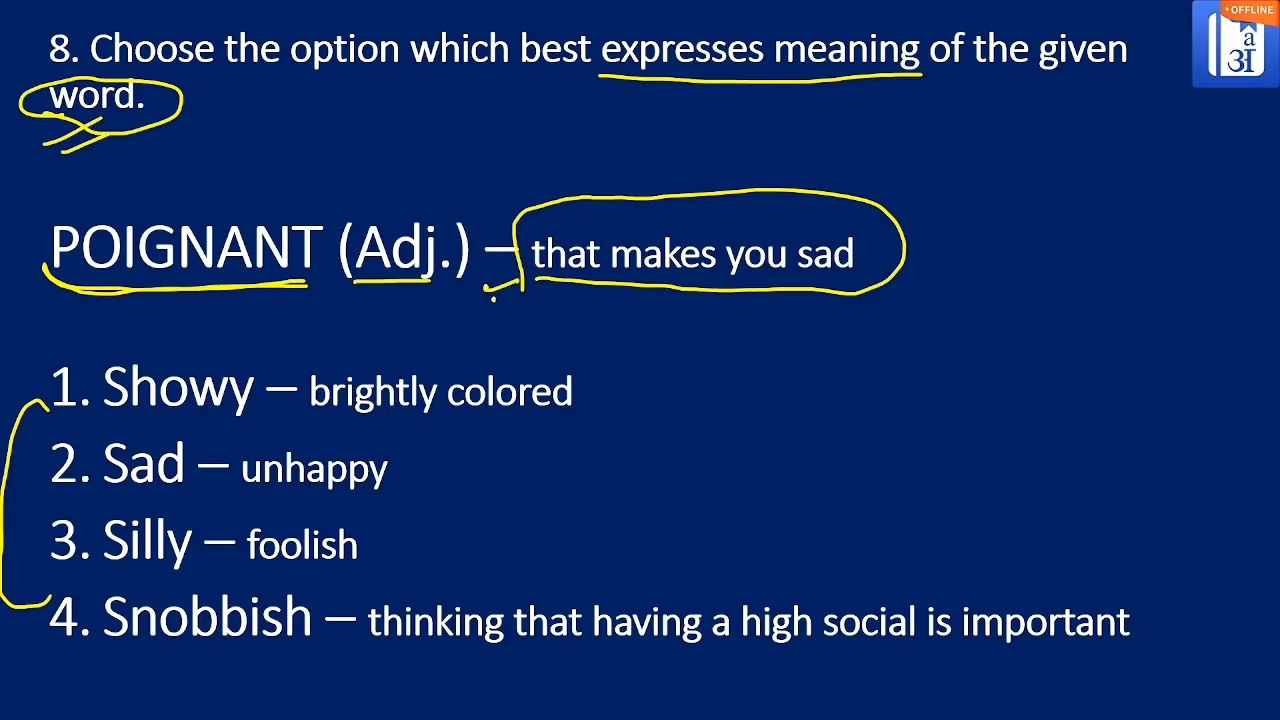 8. Choose the option which best expresses meaning of the given
word.
•OFFLINE
a
अ
POIGNANT (Adj.) – that makes you sad
1. Showy – brightly colored
2. Sad – unhappy
3. Silly – foolish
4. Snobbish – thinking that having a high social is important